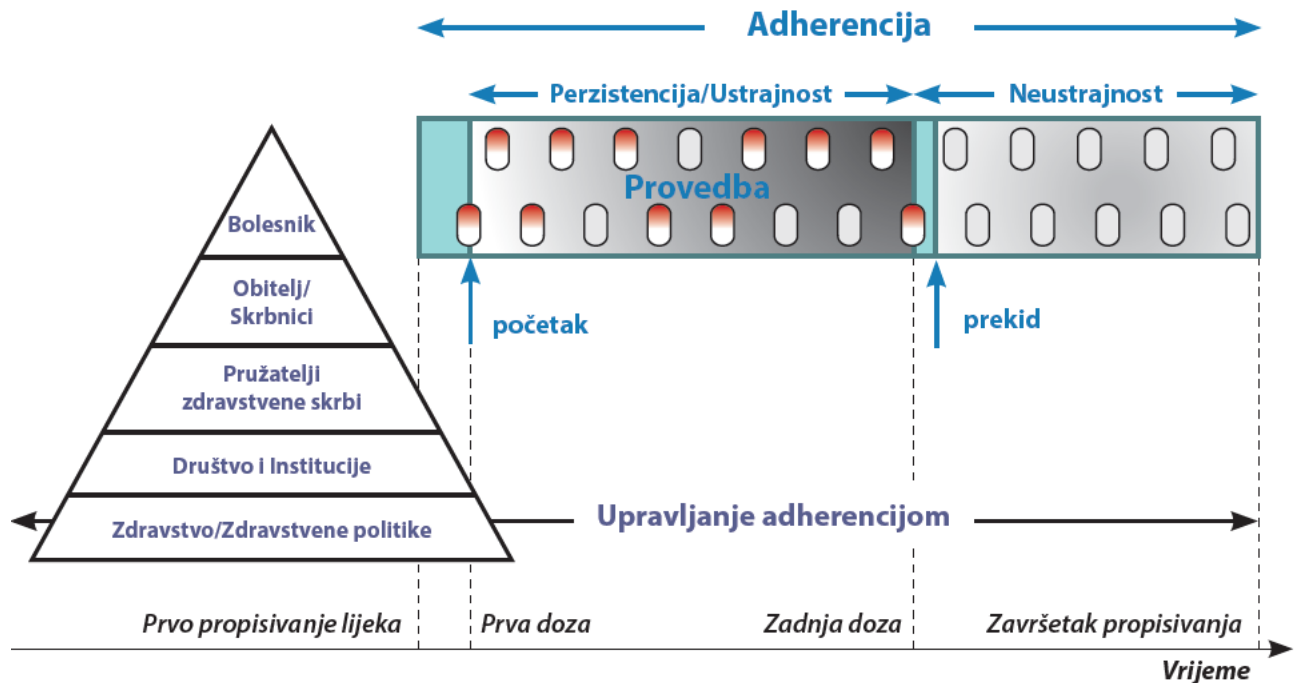 Adherencija
Perzistencija/Ustrajnost
Neustrajnost
Provedba
Bolesnik
Obitelj/
Skrbnici
početak
prekid
Pružatelji
zdravstvene skrbi
Društvo i Institucije
Upravljanje adherencijom
Zdravstvo/Zdravstvene politike
Prvo propisivanje lijeka
Prva doza
Zadnja doza
Završetak propisivanja
Vrijeme